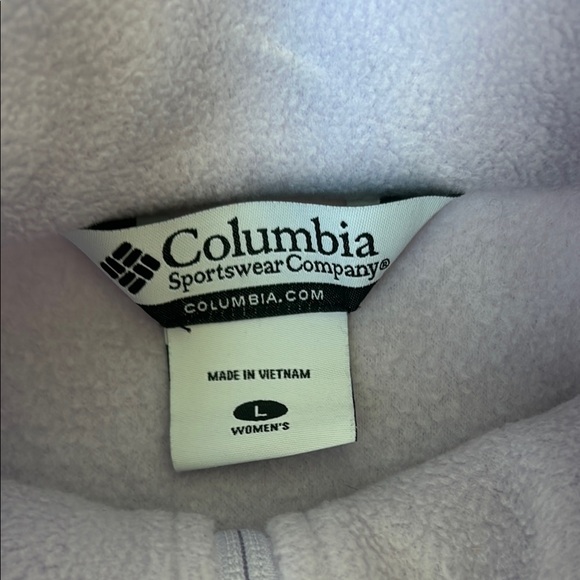 Columbia
Sportswear Company®
COLUMBIA.COM
MADE IN VIETNAM
L
WOMEN'S